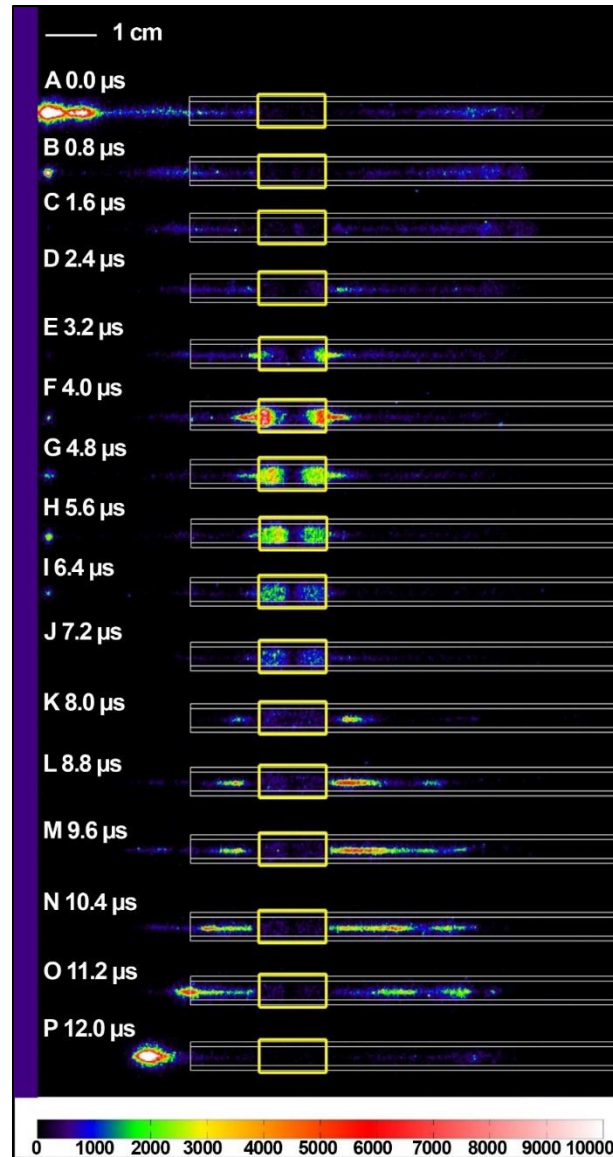 1 cm
A 0.0 μs
B 0.8 μs
C 1.6 μs
D 2.4 μs
E 3.2 μs
F 4.0 μs
G 4.8 μs
H 5.6 μs
I 6.4 μs
J 7.2 μs
K 8.0 μs
L 8.8 μs
M 9.6 μs
N 10.4 μs
O 11.2 μs
P 12.0 μs
0 1000 2000 3000 4000 5000 6000 7000 8000 9000 10000